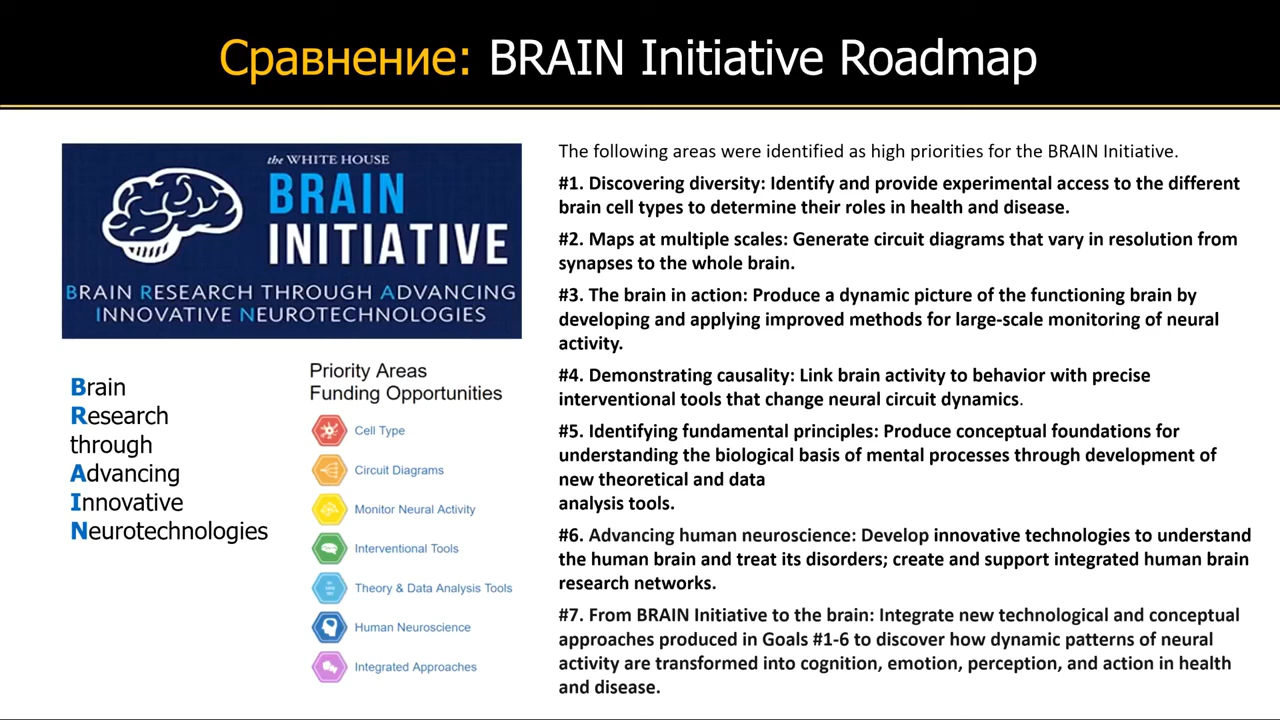 Сравнение: BRAIN Initiative Roadmap
the WHITE HOUSE
BRAIN
INITIATIVE
BRAIN RESEARCH THROUGH ADVANCING
INNOVATIVE NEUROTECHNOLOGIES
Brain
Research
through
Advancing
Innovative
Neurotechnologies
Priority Areas
Funding Opportunities
Cell Type
Circuit Diagrams
Monitor Neural Activity
Interventional Tools
Theory & Data Analysis Tools
Human Neuroscience
Integrated Approaches
The following areas were identified as high priorities for the BRAIN Initiative.
#1. Discovering diversity: Identify and provide experimental access to the different
brain cell types to determine their roles in health and disease.
#2. Maps at multiple scales: Generate circuit diagrams that vary in resolution from
synapses to the whole brain.
#3. The brain in action: Produce a dynamic picture of the functioning brain by
developing and applying improved methods for large-scale monitoring of neural
activity.
#4. Demonstrating causality: Link brain activity to behavior with precise
interventional tools that change neural circuit dynamics.
#5. Identifying fundamental principles: Produce conceptual foundations for
understanding the biological basis of mental processes through development of
new theoretical and data
analysis tools.
#6. Advancing human neuroscience: Develop innovative technologies to understand
the human brain and treat its disorders; create and support integrated human brain
research networks.
#7. From BRAIN Initiative to the brain: Integrate new technological and conceptual
approaches produced in Goals #1-6 to discover how dynamic patterns of neural
activity are transformed into cognition, emotion, perception, and action in health
and disease.